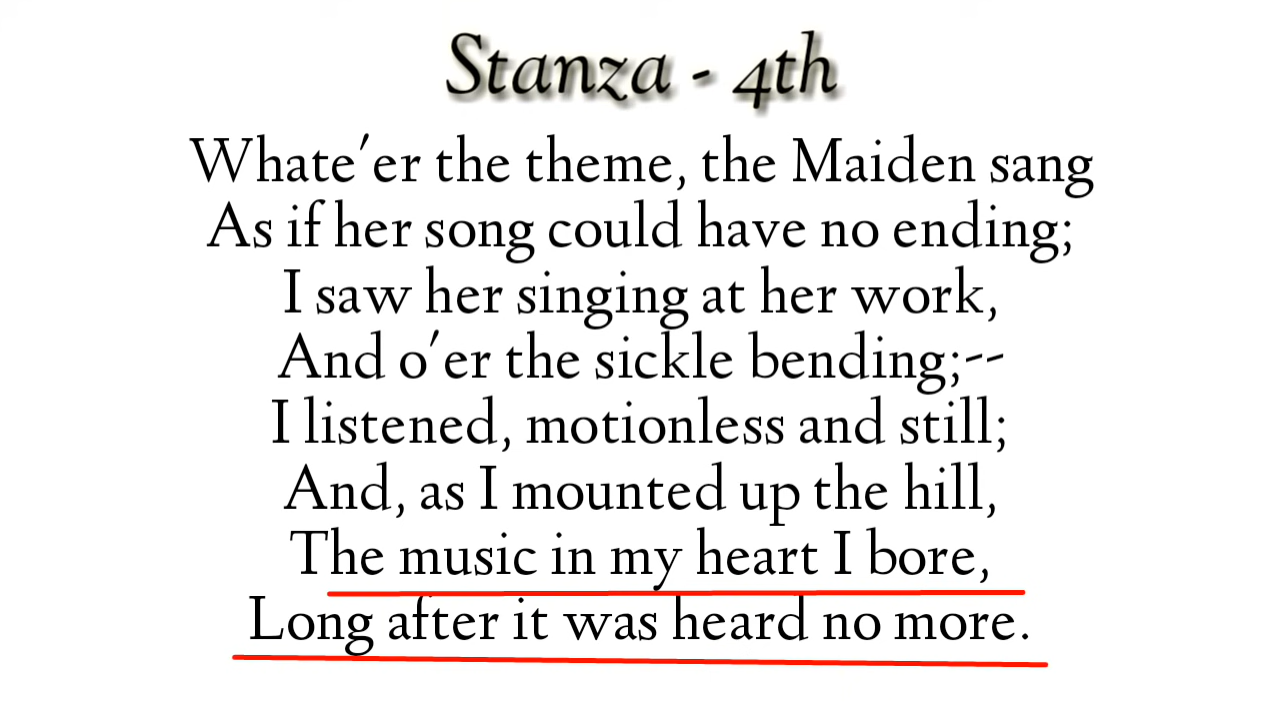 Stanza - 4th
Whate'er the theme, the Maiden sang
As if her song could have no ending;
I saw her singing at her work,
And o'er the sickle bending;--
I listened, motionless and still;
And, as I mounted up the hill,
The music in my heart I bore,
Long after it was heard no more.